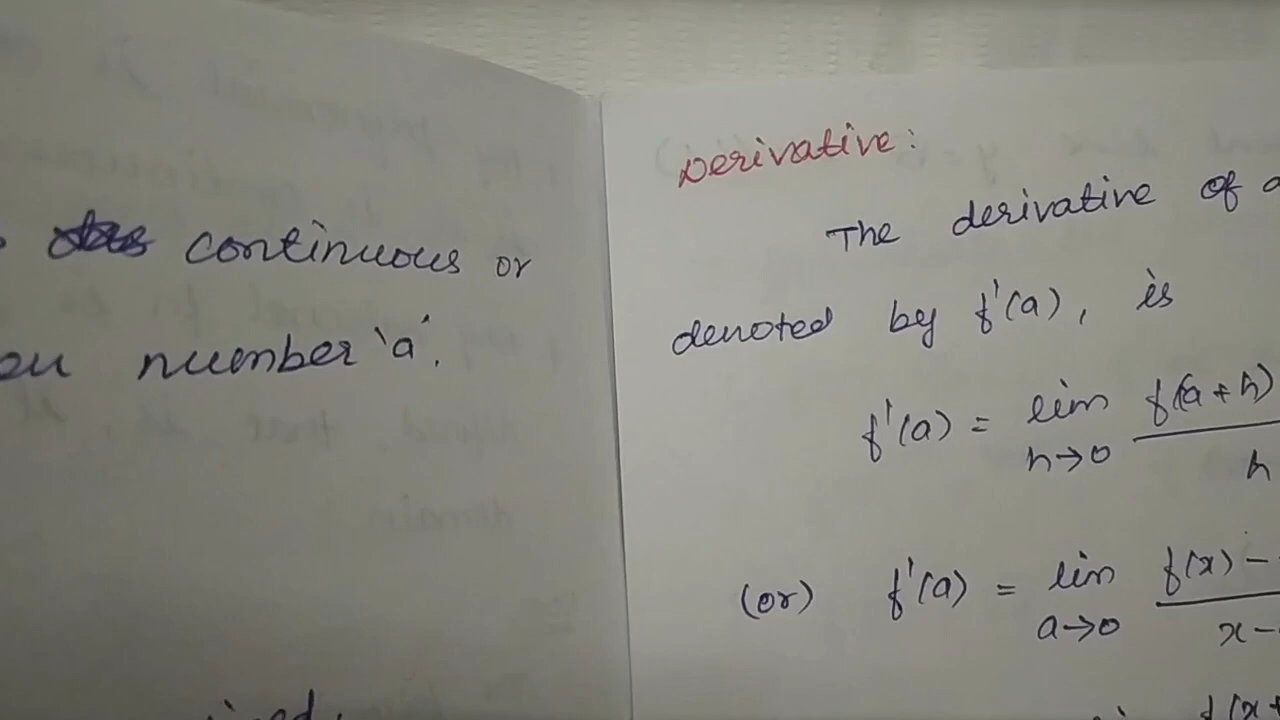 continuous or
number 'a'.
Derivative:
The derivative of a
denoted by f'(a), is
f'(a) = lim h→0 f(a+h) / h
(or) f'(a) = lim a→0 f(x) - / x-